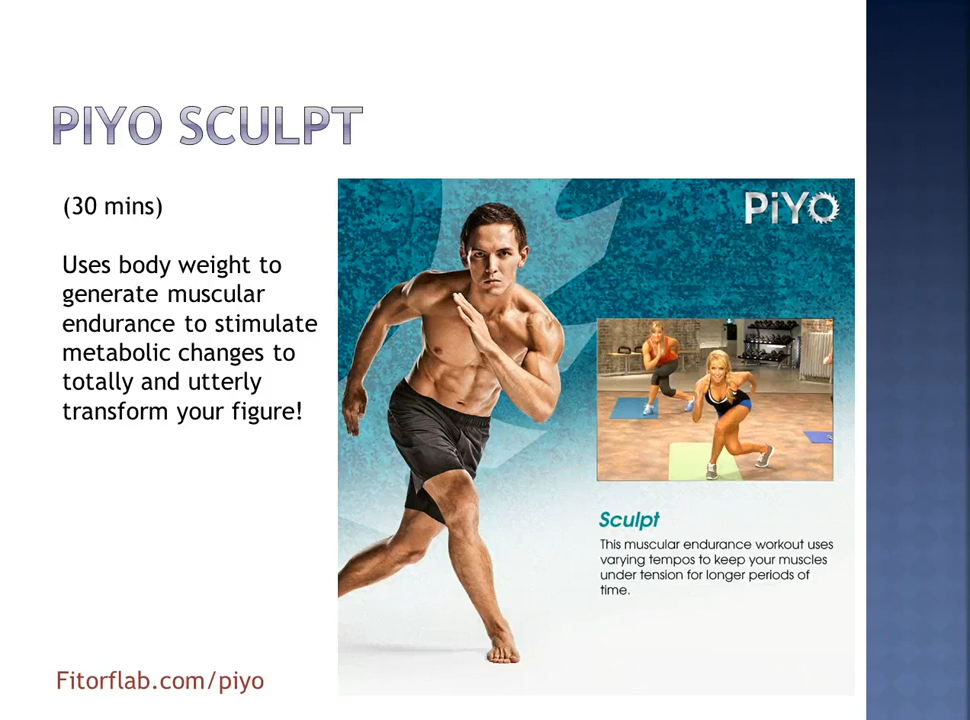 PIYO SCULPT
(30 mins)
Uses body weight to
generate muscular
endurance to stimulate
metabolic changes to
totally and utterly
transform your figure!
PiYO
Sculpt
This muscular endurance workout uses
varying tempos to keep your muscles
under tension for longer periods of
time.
Fitorflab.com/piyo